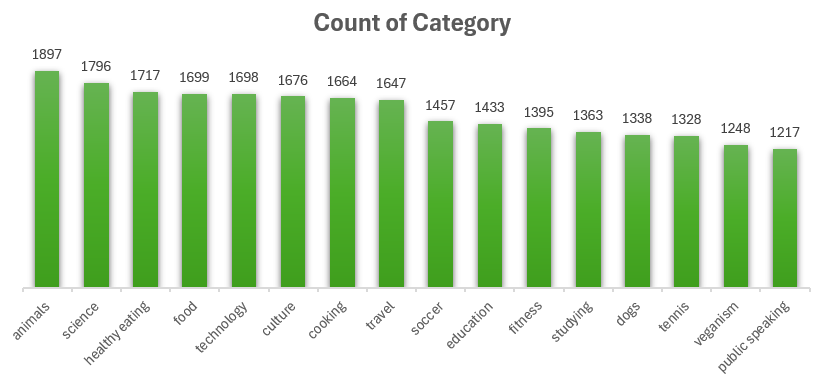 Count of Category
1897
1796
1717
1699
1698
1676
1664
1647
1457
1433
1395
1363
1338
1328
1248
1217
animals
science
healthy eating
food
technology
culture
cooking
travel
soccer
education
fitness
studying
dogs
tennis
veganism
public speaking